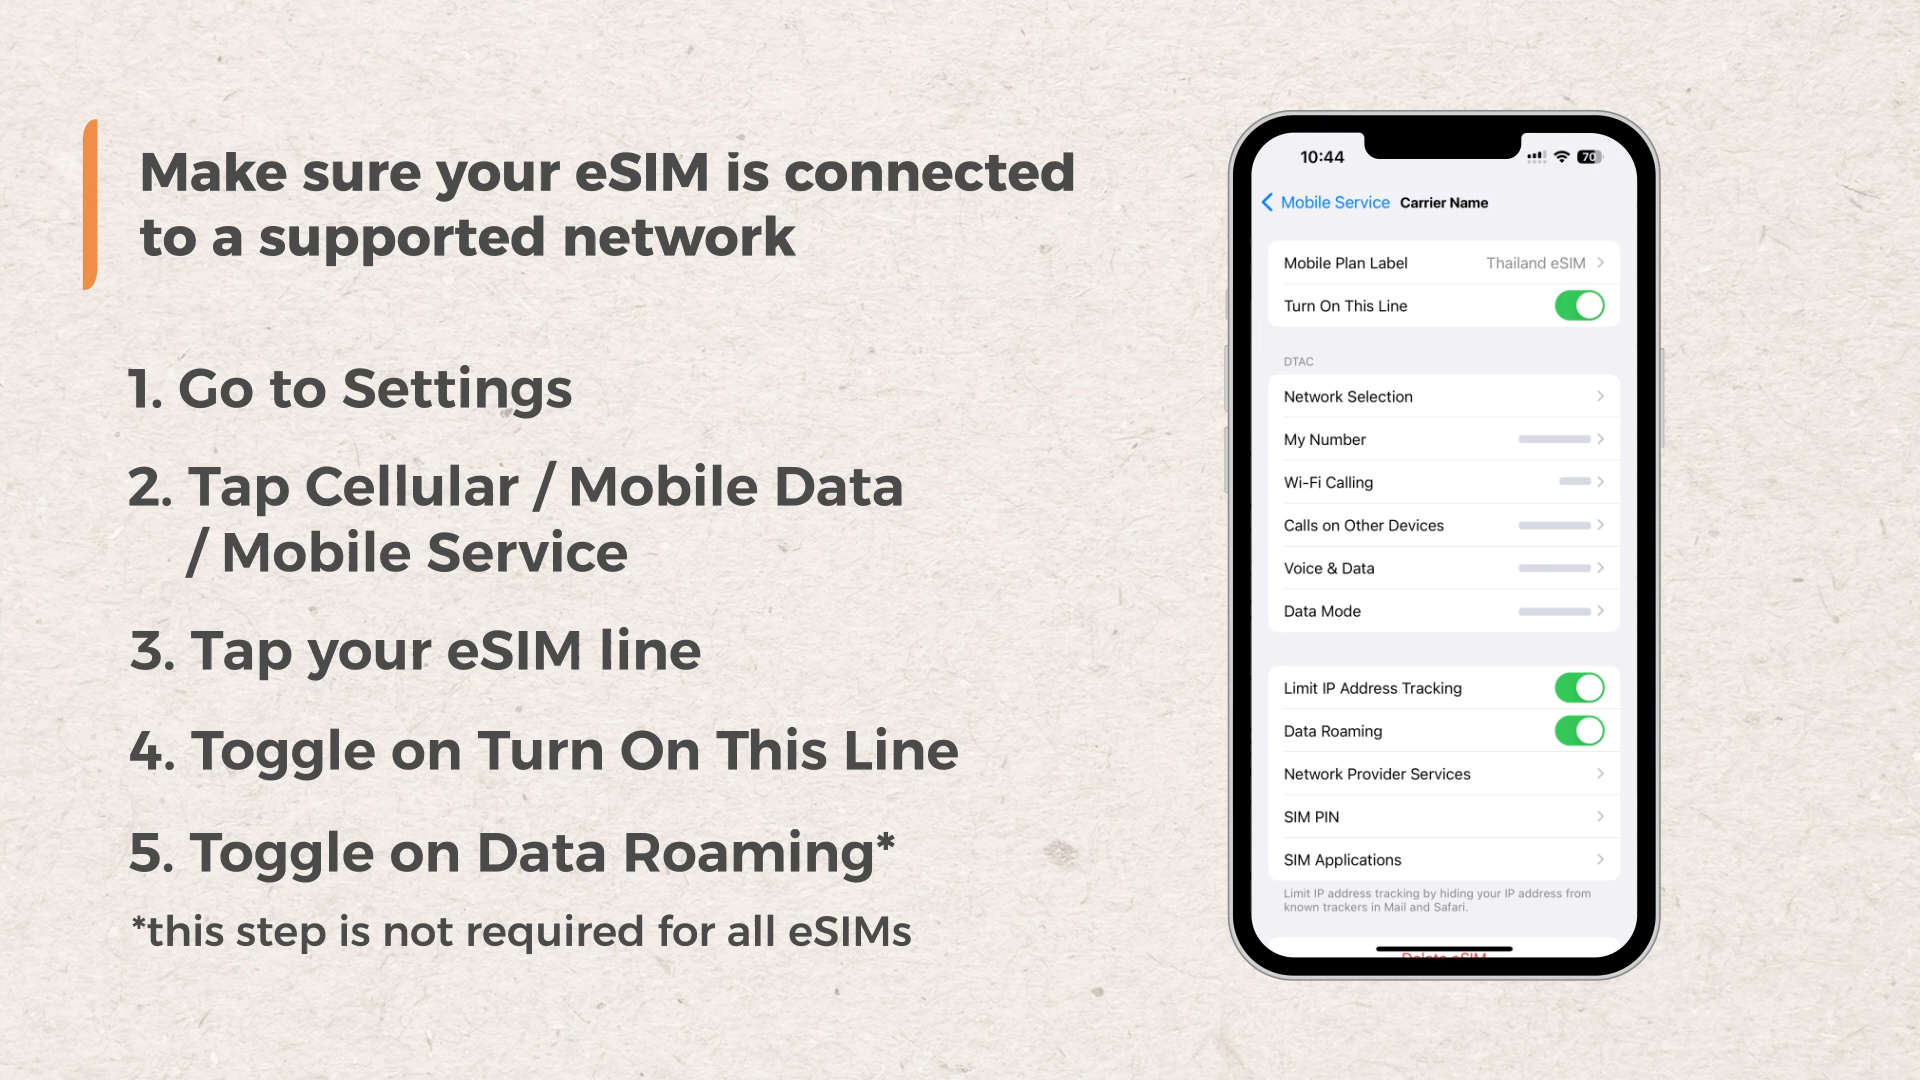 Make sure your eSIM is connected
to a supported network
1. Go to Settings
2. Tap Cellular / Mobile Data
/ Mobile Service
3. Tap your eSIM line
4. Toggle on Turn On This Line
5. Toggle on Data Roaming*
*this step is not required for all eSIMs
10:44 70
Mobile Service Carrier Name
Mobile Plan Label Thailand eSIM
Turn On This Line
DTAC
Network Selection
My Number
Wi-Fi Calling
Calls on Other Devices
Voice & Data
Data Mode
Limit IP Address Tracking
Data Roaming
Network Provider Services
SIM PIN
SIM Applications
Limit IP address tracking by hiding your IP address from
known trackers in Mail and Safari.
Delete eSIM